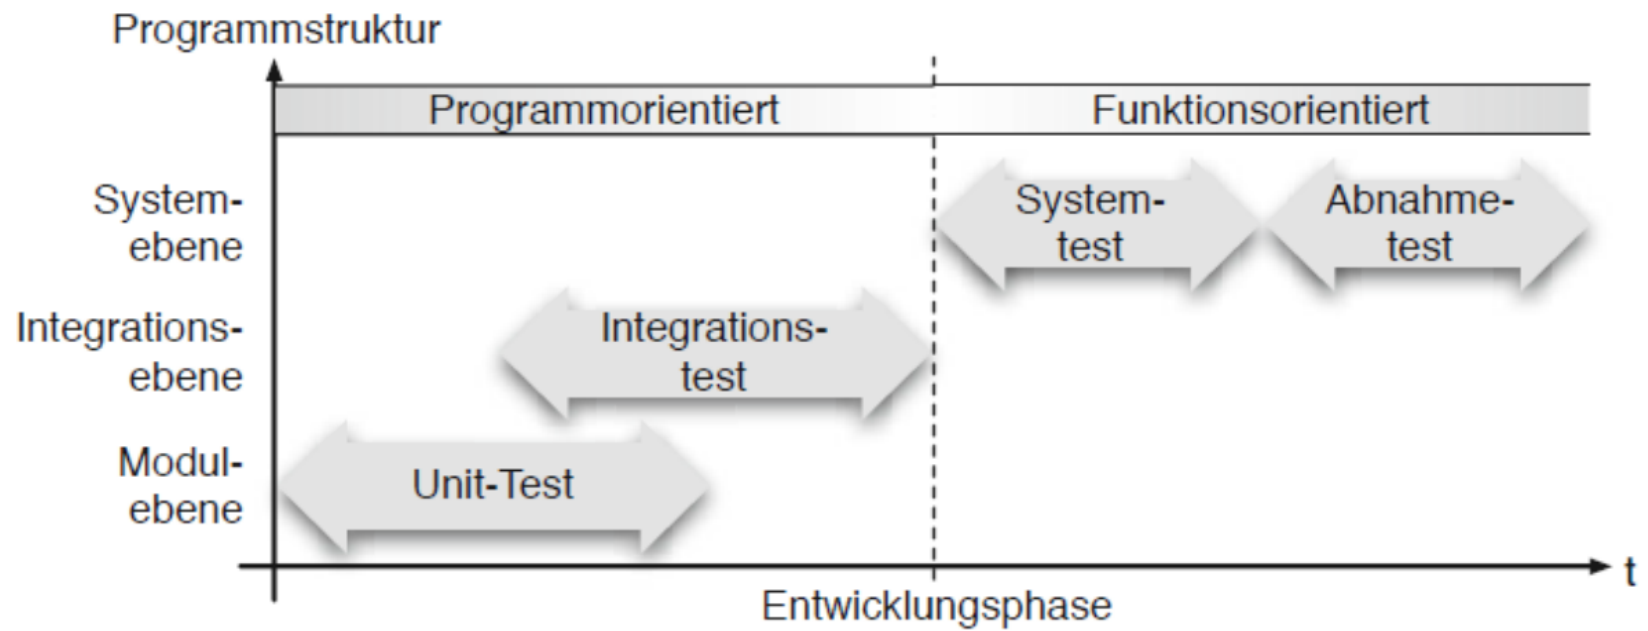 Programmstruktur
Programmorientiert
Funktionsorientiert
System-
ebene
System-
test
Abnahme-
test
Integrations-
ebene
Integrations-
test
Modul-
ebene
Unit-Test
t
Entwicklungsphase